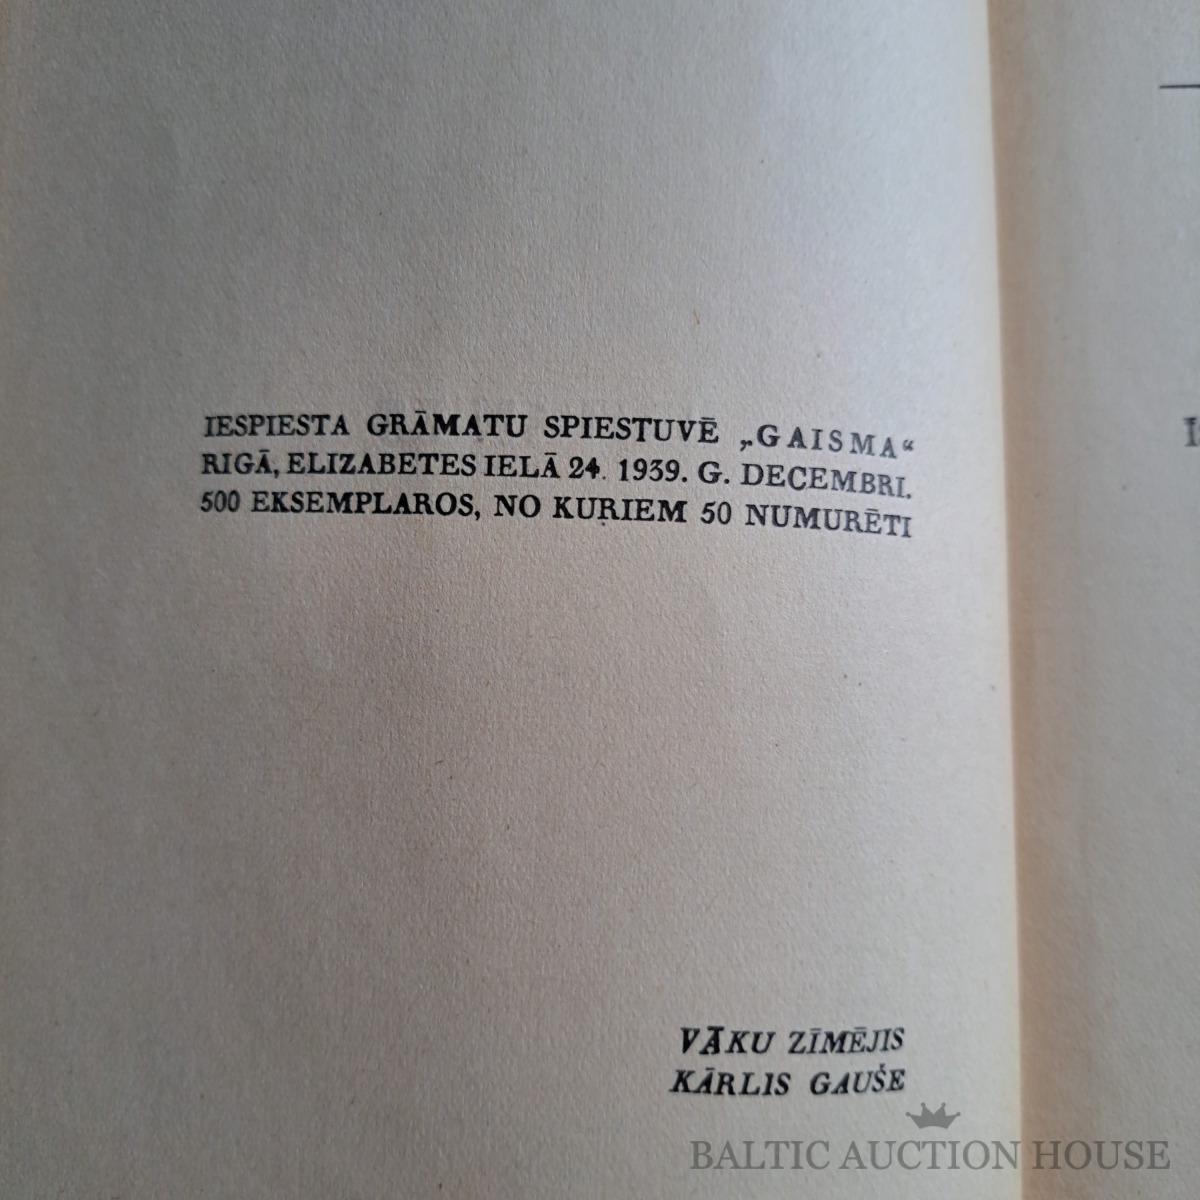 IESPIESTA GRĀMATU SPIESTUVĒ „GAISMA“
RIGĀ, ELIZABETES IELĀ 24. 1939. G. DECEMBRI.
500 EKSEMPLAROS, NO KUŖIEM 50 NUMURĒTI
VĀKU ZĪMĒJIS
KĀRLIS GAUŠE
BALTIC AUCTION HOUSE